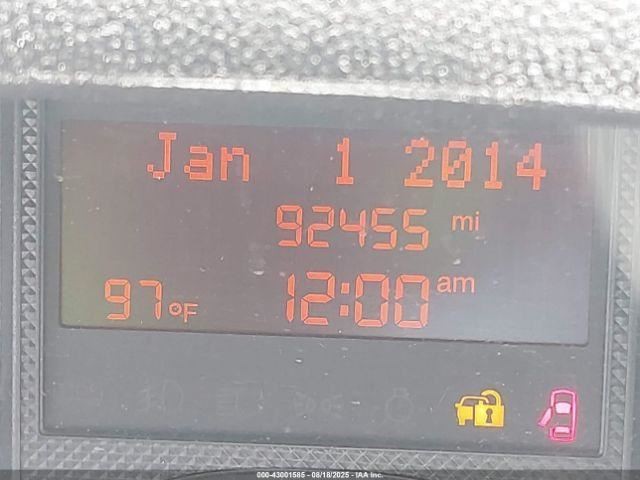 Jan 1 2014
92455 mi
97°F 12:00 am
000-43001585 - 08/18/2025 - IAA Inc.